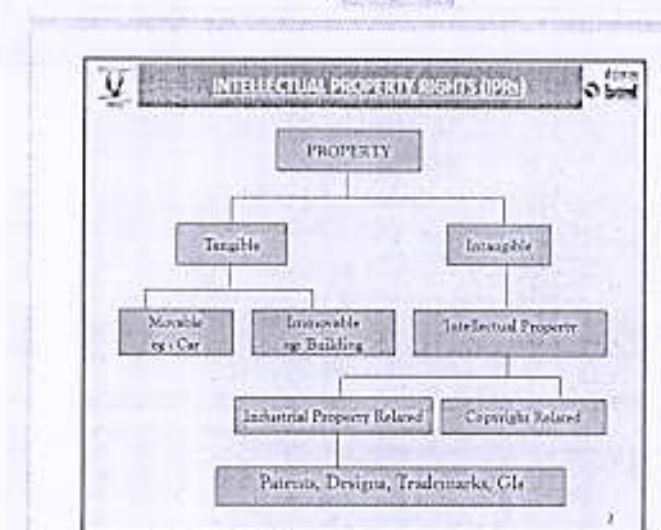 INTELLECTUAL PROPERTY RIGHTS (IPRs)
PROPERTY
Tangible
Intangible
Movable
eg : Car
Immovable
eg: Building
Intellectual Property
Industrial Property Related
Copyright Related
Patents, Designs, Trademarks, GIs